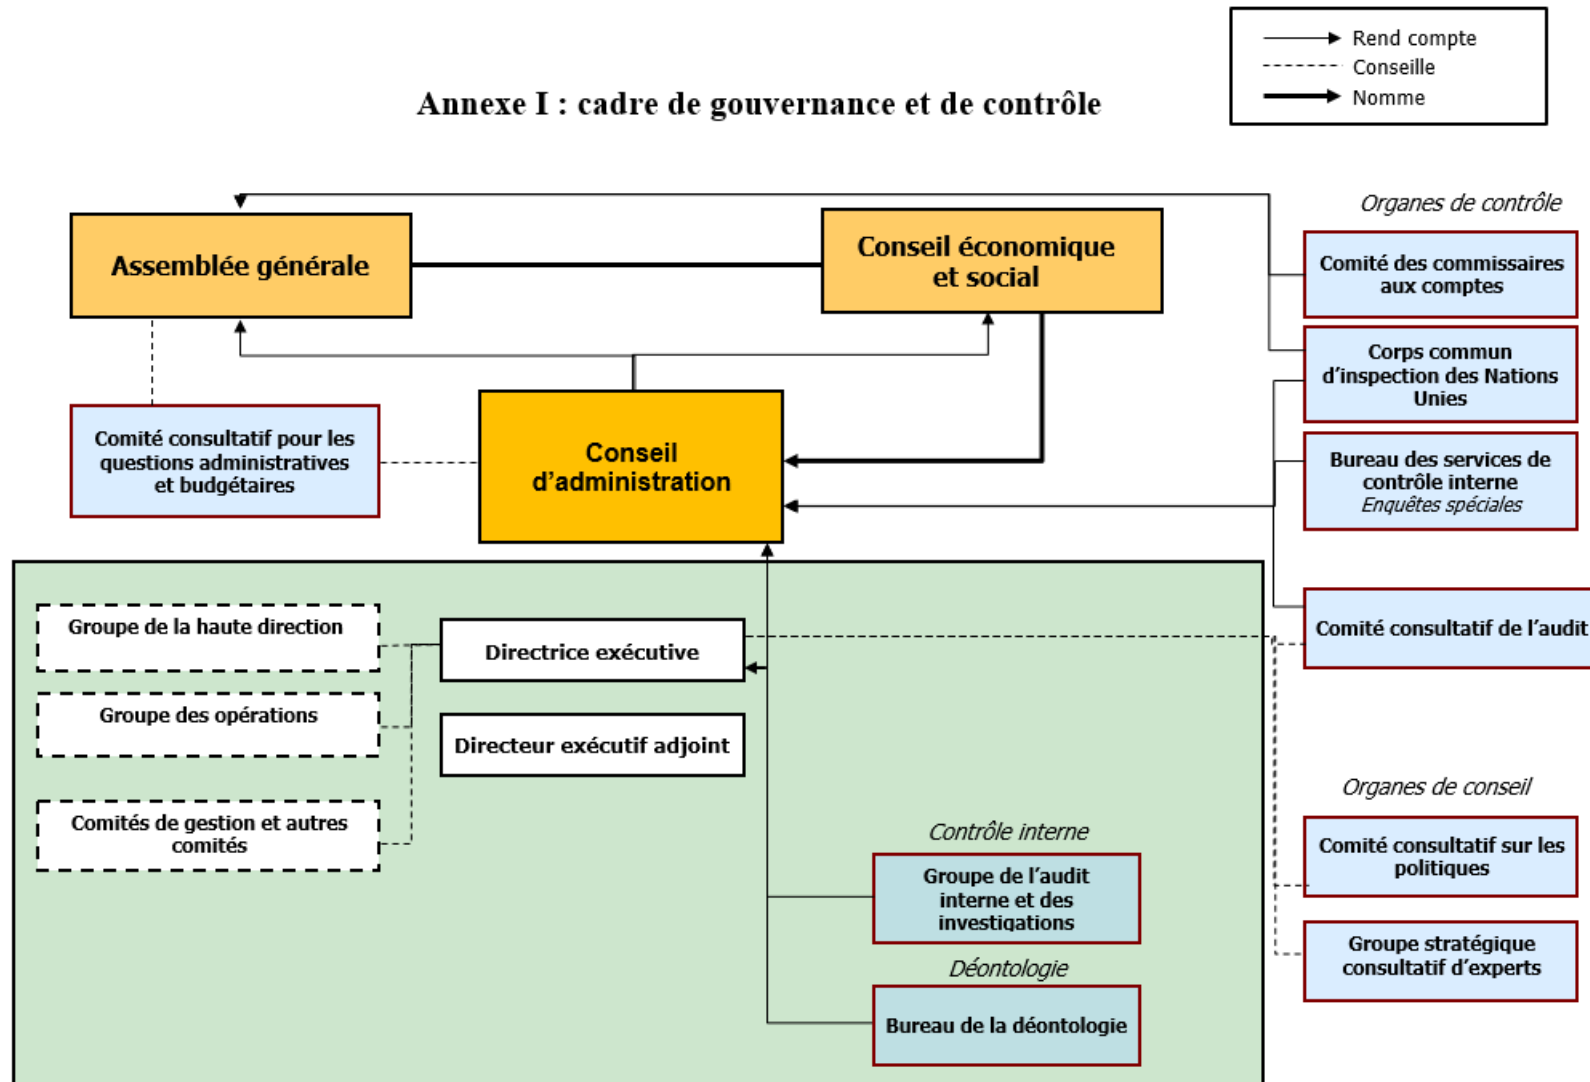 Rend compte
Conseille
Nomme
Annexe I : cadre de gouvernance et de contrôle
Organes de contrôle
Assemblée générale
Conseil économique
et social
Comité des commissaires
aux comptes
Corps commun
d’inspection des Nations
Unies
Comité consultatif pour les
questions administratives
et budgétaires
Conseil
d’administration
Bureau des services de
contrôle interne
Enquêtes spéciales
Groupe de la haute direction
Directrice exécutive
Comité consultatif de l’audit
Groupe des opérations
Directeur exécutif adjoint
Comités de gestion et autres
comités
Organes de conseil
Contrôle interne
Comité consultatif sur les
politiques
Groupe de l’audit
interne et des
investigations
Groupe stratégique
consultatif d’experts
Déontologie
Bureau de la déontologie